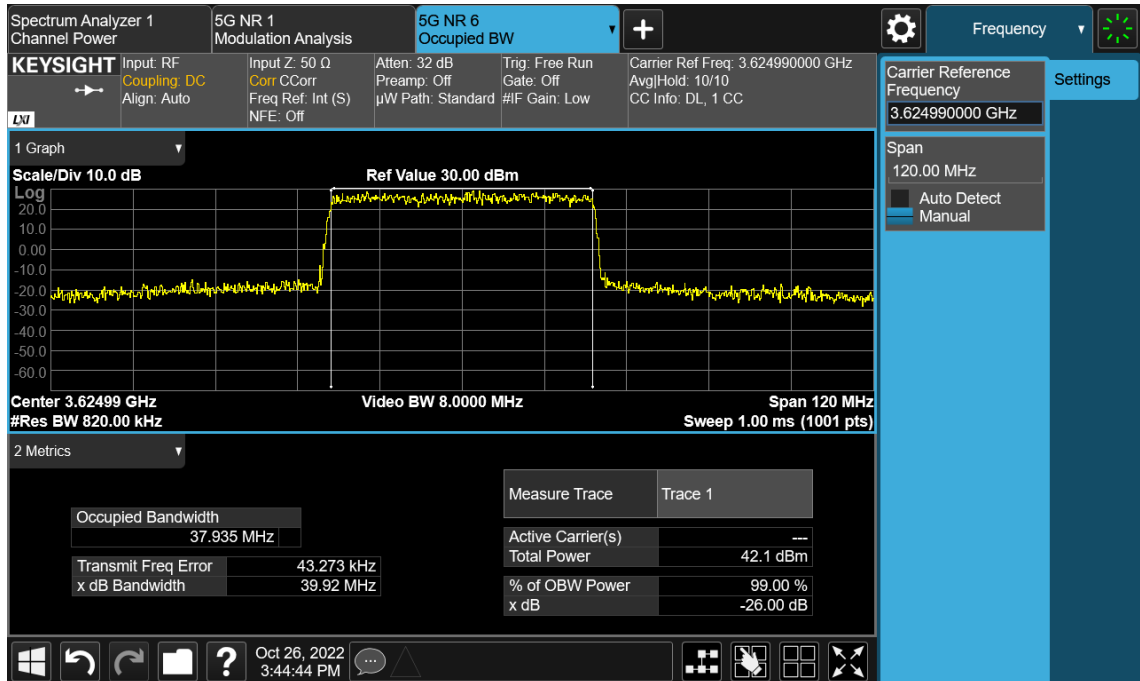 Spectrum Analyzer 1
Channel Power
5G NR 1
Modulation Analysis
5G NR 6
Occupied BW
Frequency
KEYSIGHT
LXI
Input: RF
Coupling: DC
Align: Auto
Input Z: 50 Ω
Corr CCorr
Freq Ref: Int (S)
NFE: Off
Atten: 32 dB
Preamp: Off
µW Path: Standard
Trig: Free Run
Gate: Off
#IF Gain: Low
Carrier Ref Freq: 3.624990000 GHz
Avg|Hold: 10/10
CC Info: DL, 1 CC
Carrier Reference
Frequency
3.624990000 GHz
Settings
Span
120.00 MHz
Auto Detect
Manual
1 Graph
Scale/Div 10.0 dB
Ref Value 30.00 dBm
Log
20.0
10.0
0.00
-10.0
-20.0
-30.0
-40.0
-50.0
-60.0
Center 3.62499 GHz
Video BW 8.0000 MHz
Span 120 MHz
#Res BW 820.00 kHz
Sweep 1.00 ms (1001 pts)
2 Metrics
Measure Trace
Trace 1
Occupied Bandwidth
37.935 MHz
Active Carrier(s)
---
Total Power
42.1 dBm
Transmit Freq Error
43.273 kHz
x dB Bandwidth
39.92 MHz
% of OBW Power
99.00 %
x dB
-26.00 dB
Oct 26, 2022
3:44:44 PM